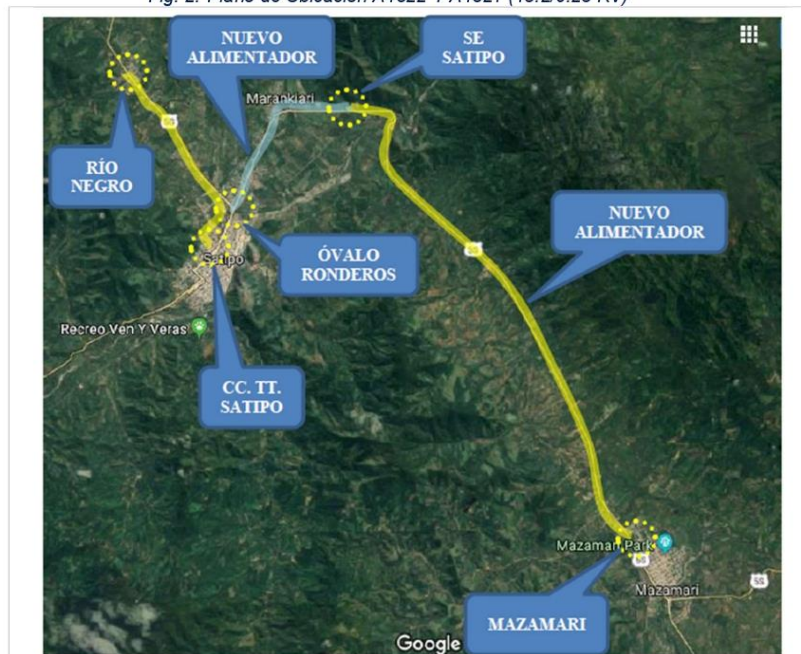 NUEVO
ALIMENTADOR
SE
SATIPO
Marankiari
RÍO
NEGRO
NUEVO
ALIMENTADOR
ÓVALO
RONDEROS
Satipo
Recreo Ven Y Veras
CC. TT.
SATIPO
Mazamari Park
Mazamari
MAZAMARI
Google